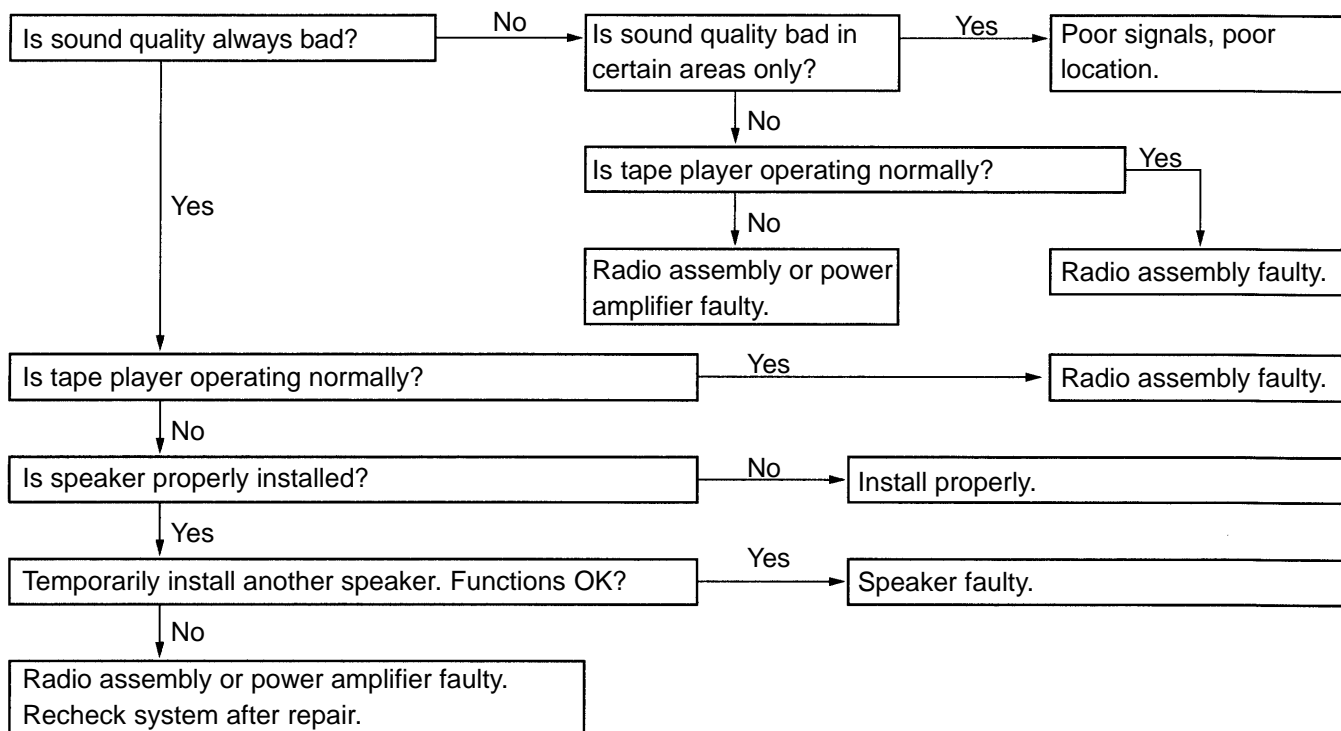 Is sound quality always bad?
No
Is sound quality bad in
certain areas only?
Yes
Poor signals, poor
location.
No
Is tape player operating normally?
Yes
Yes
No
Radio assembly or power
amplifier faulty.
Radio assembly faulty.
Is tape player operating normally?
Yes
Radio assembly faulty.
No
Is speaker properly installed?
No
Install properly.
Yes
Temporarily install another speaker. Functions OK?
Yes
Speaker faulty.
No
Radio assembly or power amplifier faulty.
Recheck system after repair.